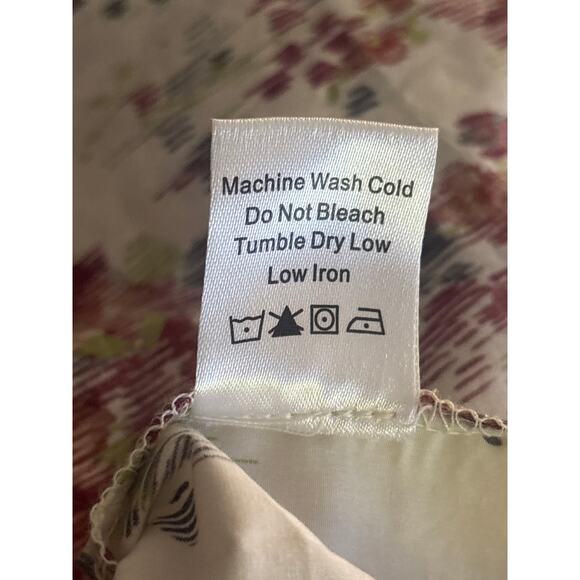 Machine Wash Cold
Do Not Bleach
Tumble Dry Low
Low Iron